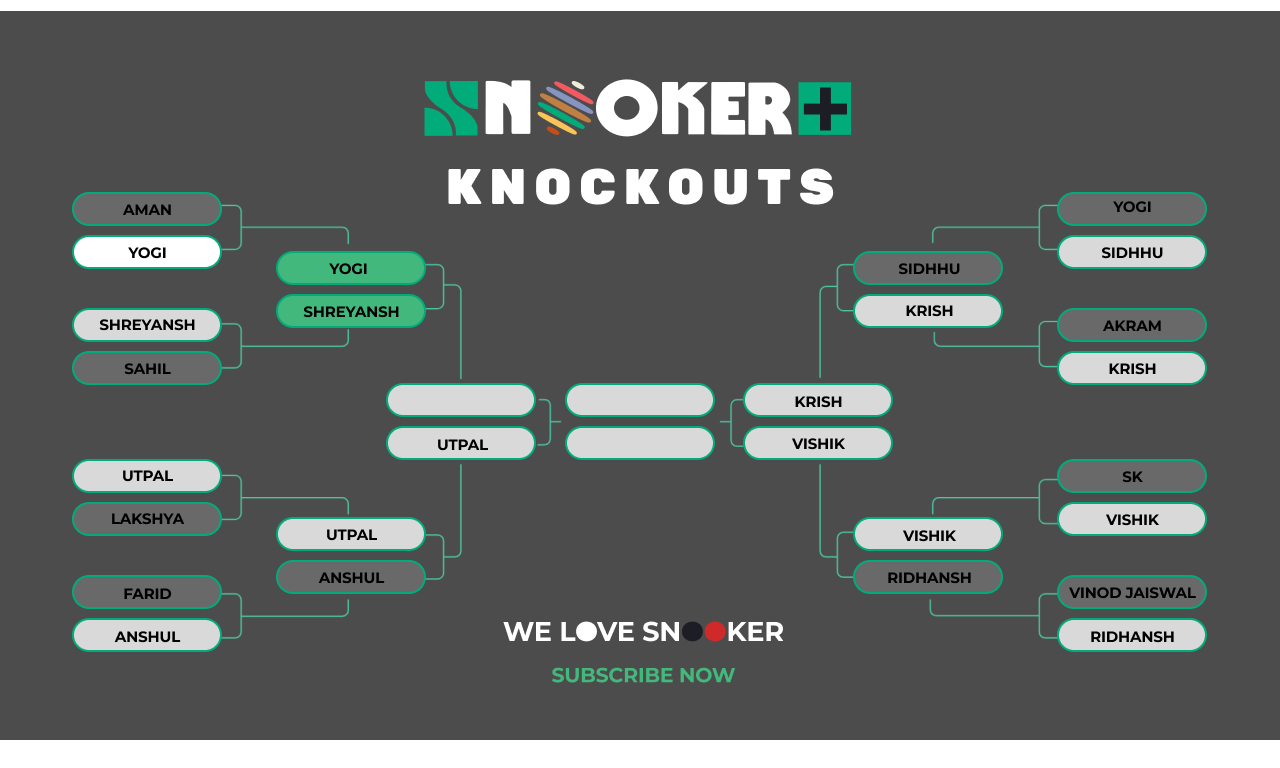 SNOOKER+
KNOCKOUTS
AMAN
YOGI
SHREYANSH
SAHIL
YOGI
SHREYANSH
UTPAL
LAKSHYA
FARID
ANSHUL
UTPAL
ANSHUL
UTPAL
KRISH
VISHIK
SIDHHU
KRISH
VISHIK
RIDHANSH
YOGI
SIDHHU
AKRAM
KRISH
SK
VISHIK
VINOD JAISWAL
RIDHANSH
WE LOVE SNOOKER
SUBSCRIBE NOW